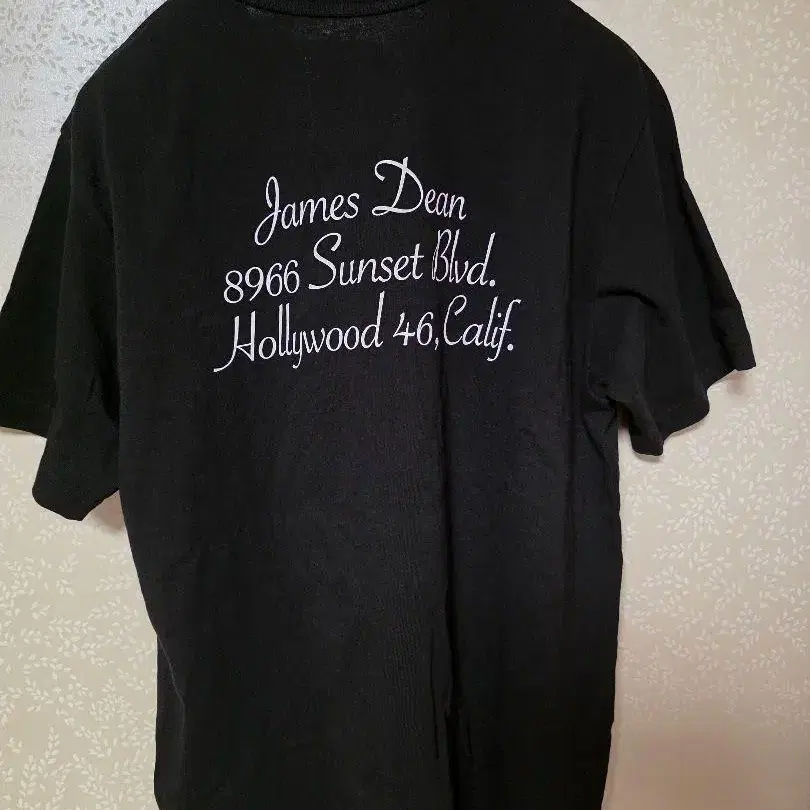 James Dean
8966 Sunset Blvd.
Hollywood 46, Calif.